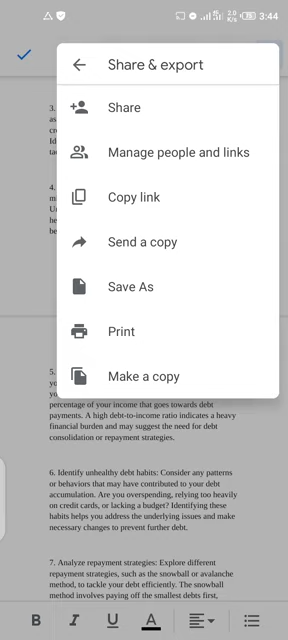 2.0
K/s
3:44
Share & export
3.
Share
4.
Manage people and links
Copy link
Send a copy
Save As
Print
5.
Make a copy
percentage of your income that goes towards debt
payments. A high debt-to-income ratio indicates a heavy
financial burden and may suggest the need for debt
consolidation or repayment strategies.
6. Identify unhealthy debt habits: Consider any patterns
or behaviors that may have contributed to your debt
accumulation. Are you overspending, relying too heavily
on credit cards, or lacking a budget? Identifying these
habits helps you address the underlying issues and make
necessary changes to prevent further debt.
7. Analyze repayment strategies: Explore different
repayment strategies, such as the snowball or avalanche
method, to tackle your debt efficiently. The snowball
method involves paying off the smallest debts first,
B I U A